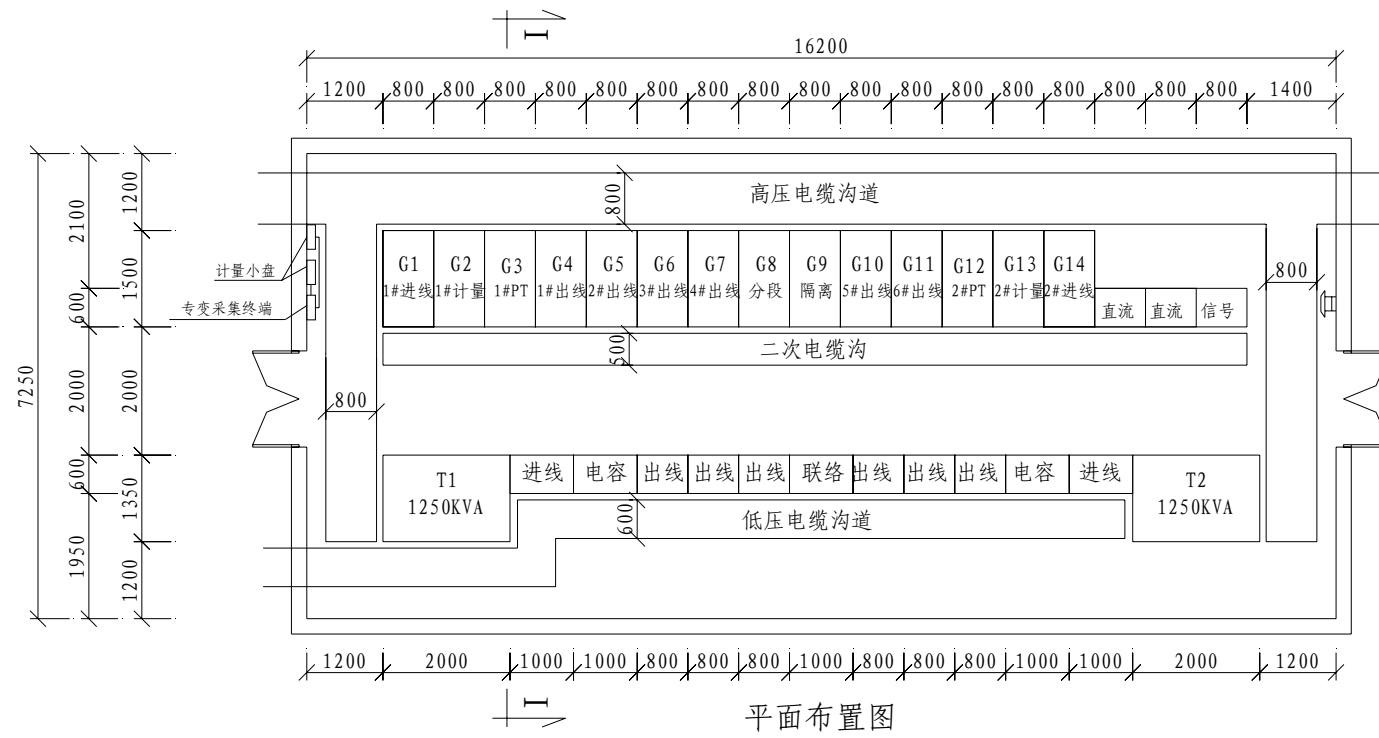 I
16200
1200 800 800 800 800 800 800 800 800 800 800 800 800 800 800 800 800 800 1400
7250
2100
600
2000
600
1950
1200
1500
2000
1350
1200
高压电缆沟道
800
计量小盘
专变采集终端
G1 G2 G3 G4 G5 G6 G7 G8 G9 G10 G11 G12 G13 G14
1#进线 1#计量 1#PT 1#出线 2#出线 3#出线 4#出线 分段 隔离 5#出线 6#出线 2#PT 2#计量 2#进线
直流 直流 信号
800
500
二次电缆沟
800
T1
1250KVA
进线 电容 出线 出线 出线 联络 出线 出线 出线 电容 进线
T2
1250KVA
600
低压电缆沟道
1200 2000 1000 1000 800 800 800 1000 800 800 800 1000 1000 2000 1200
I
平面布置图